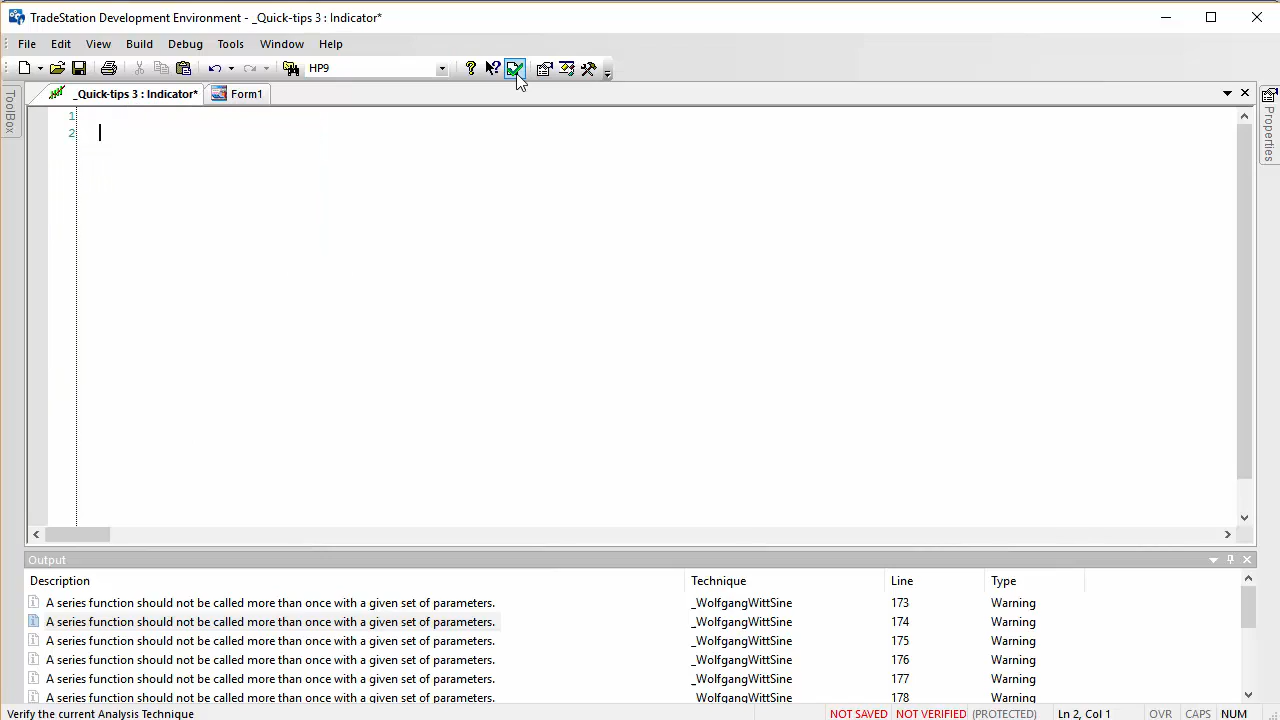 TradeStation Development Environment - _Quick-tips 3 : Indicator*
File Edit View Build Debug Tools Window Help
HP9
ToolBox
_Quick-tips 3 : Indicator* Form1
Properties
1
2
Output
Description Technique Line Type
A series function should not be called more than once with a given set of parameters. _WolfgangWittSine 173 Warning
A series function should not be called more than once with a given set of parameters. _WolfgangWittSine 174 Warning
A series function should not be called more than once with a given set of parameters. _WolfgangWittSine 175 Warning
A series function should not be called more than once with a given set of parameters. _WolfgangWittSine 176 Warning
A series function should not be called more than once with a given set of parameters. _WolfgangWittSine 177 Warning
A series function should not be called more than once with a given set of parameters. _WolfgangWittSine 178 Warning
Verify the current Analysis Technique NOT SAVED NOT VERIFIED (PROTECTED) Ln 2, Col 1 OVR CAPS NUM